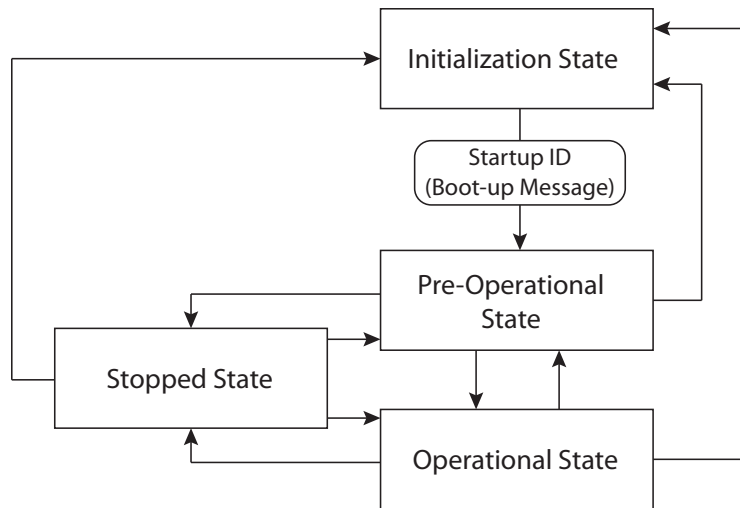 Initialization State
Startup ID
(Boot-up Message)
Pre-Operational
State
Stopped State
Operational State